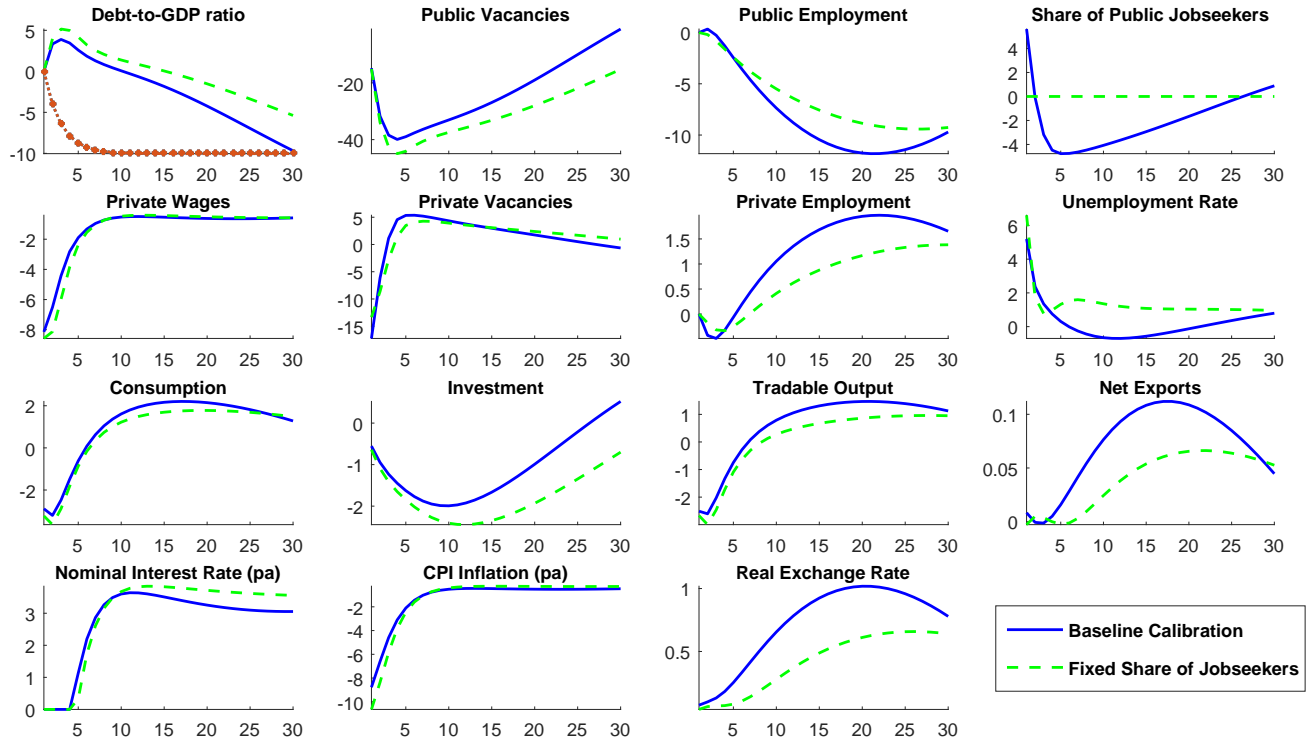 Debt-to-GDP ratio
5
0
-5
-10
5 10 15 20 25 30
Public Vacancies
-20
-40
5 10 15 20 25 30
Public Employment
0
-5
-10
5 10 15 20 25 30
Share of Public Jobseekers
4
2
0
-2
-4
5 10 15 20 25 30
Private Wages
-2
-4
-6
-8
5 10 15 20 25 30
Private Vacancies
5
0
-5
-10
-15
5 10 15 20 25 30
Private Employment
1.5
1
0.5
0
5 10 15 20 25 30
Unemployment Rate
6
4
2
0
5 10 15 20 25 30
Consumption
2
0
-2
5 10 15 20 25 30
Investment
0
-1
-2
5 10 15 20 25 30
Tradable Output
1
0
-1
-2
5 10 15 20 25 30
Net Exports
0.1
0.05
0
5 10 15 20 25 30
Nominal Interest Rate (pa)
3
2
1
0
5 10 15 20 25 30
CPI Inflation (pa)
-2
-4
-6
-8
-10
5 10 15 20 25 30
Real Exchange Rate
1
0.5
5 10 15 20 25 30
Baseline Calibration
Fixed Share of Jobseekers